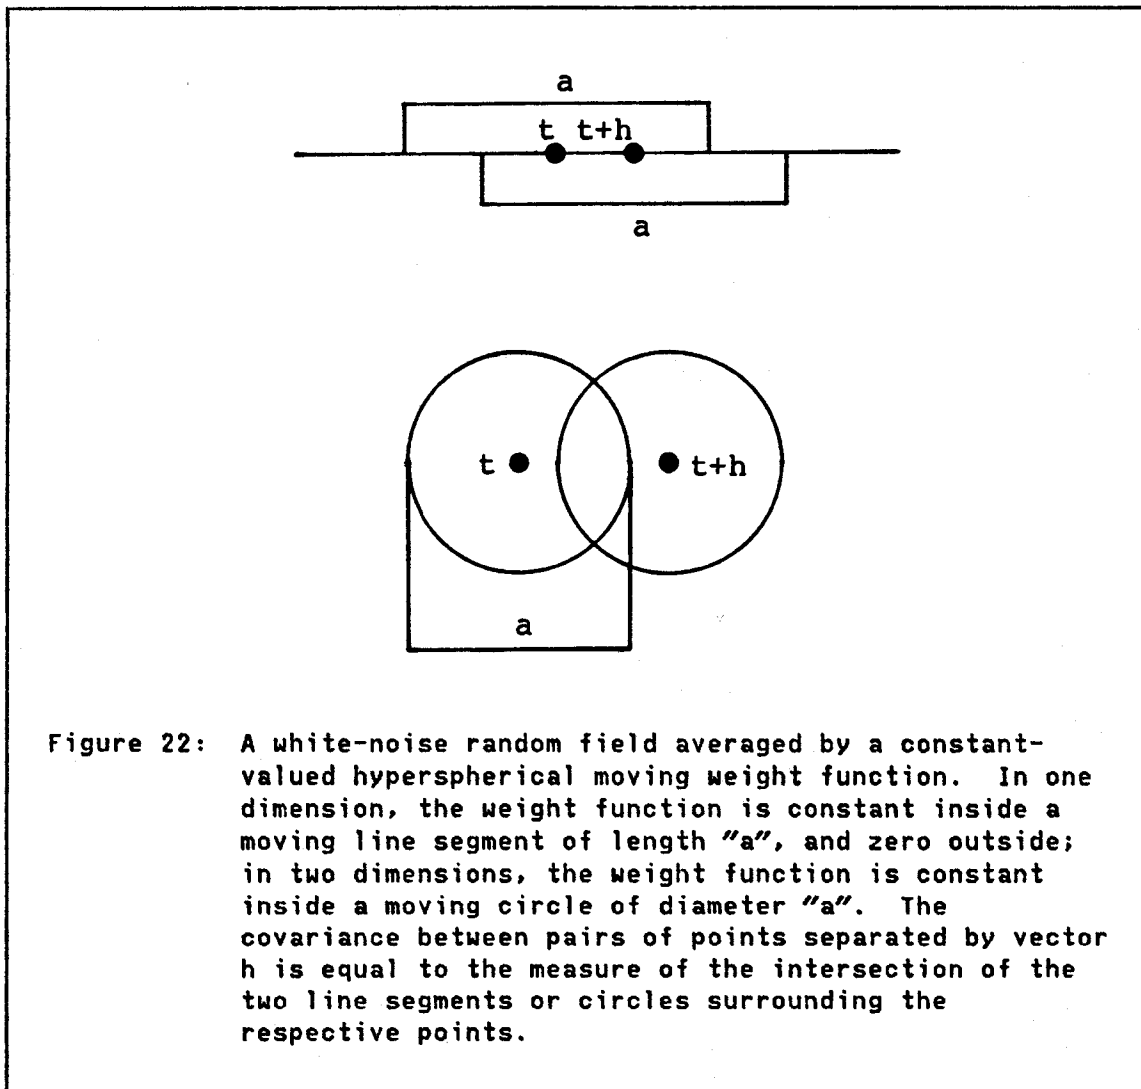 a
t t+h
a
t t+h
a
Figure 22: A white-noise random field averaged by a constant-
valued hyperspherical moving weight function. In one
dimension, the weight function is constant inside a
moving line segment of length "a", and zero outside;
in two dimensions, the weight function is constant
inside a moving circle of diameter "a". The
covariance between pairs of points separated by vector
h is equal to the measure of the intersection of the
two line segments or circles surrounding the
respective points.